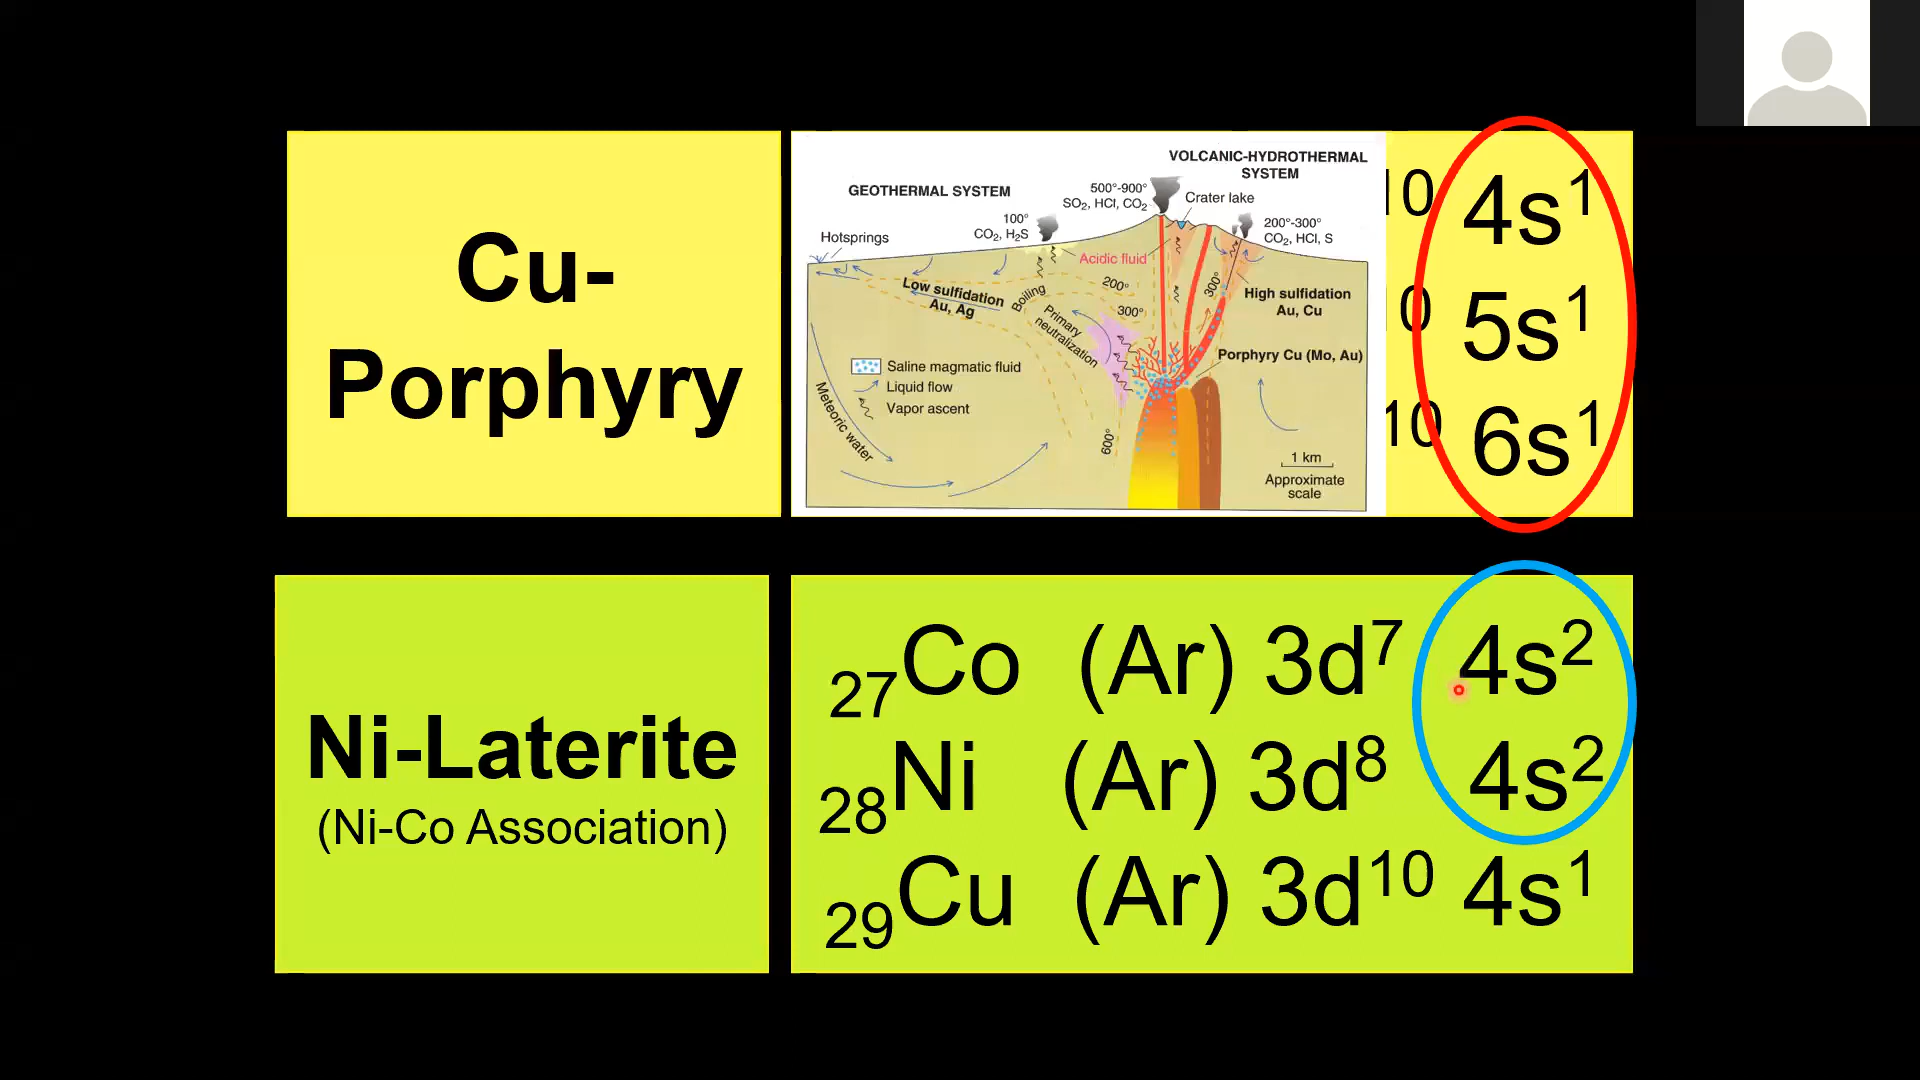 Cu-
Porphyry
VOLCANIC-HYDROTHERMAL
SYSTEM
GEOTHERMAL SYSTEM
500°-900°
SO₂, HCl, CO₂
Crater lake
100°
CO₂, H₂S
200°-300°
CO₂, HCl, S
Hotsprings
Acidic fluid
Low sulfidation
Au, Ag
Boiling
200°
300°
300°
High sulfidation
Au, Cu
Primary
neutralization
Porphyry Cu (Mo, Au)
Saline magmatic fluid
Liquid flow
Vapor ascent
Meteoric water
600°
1 km
Approximate
scale
10 4s¹
0 5s¹
10 6s¹
Ni-Laterite
(Ni-Co Association)
₂₇Co (Ar) 3d⁷ 4s²
₂₈Ni (Ar) 3d⁸ 4s²
₂₉Cu (Ar) 3d¹⁰ 4s¹